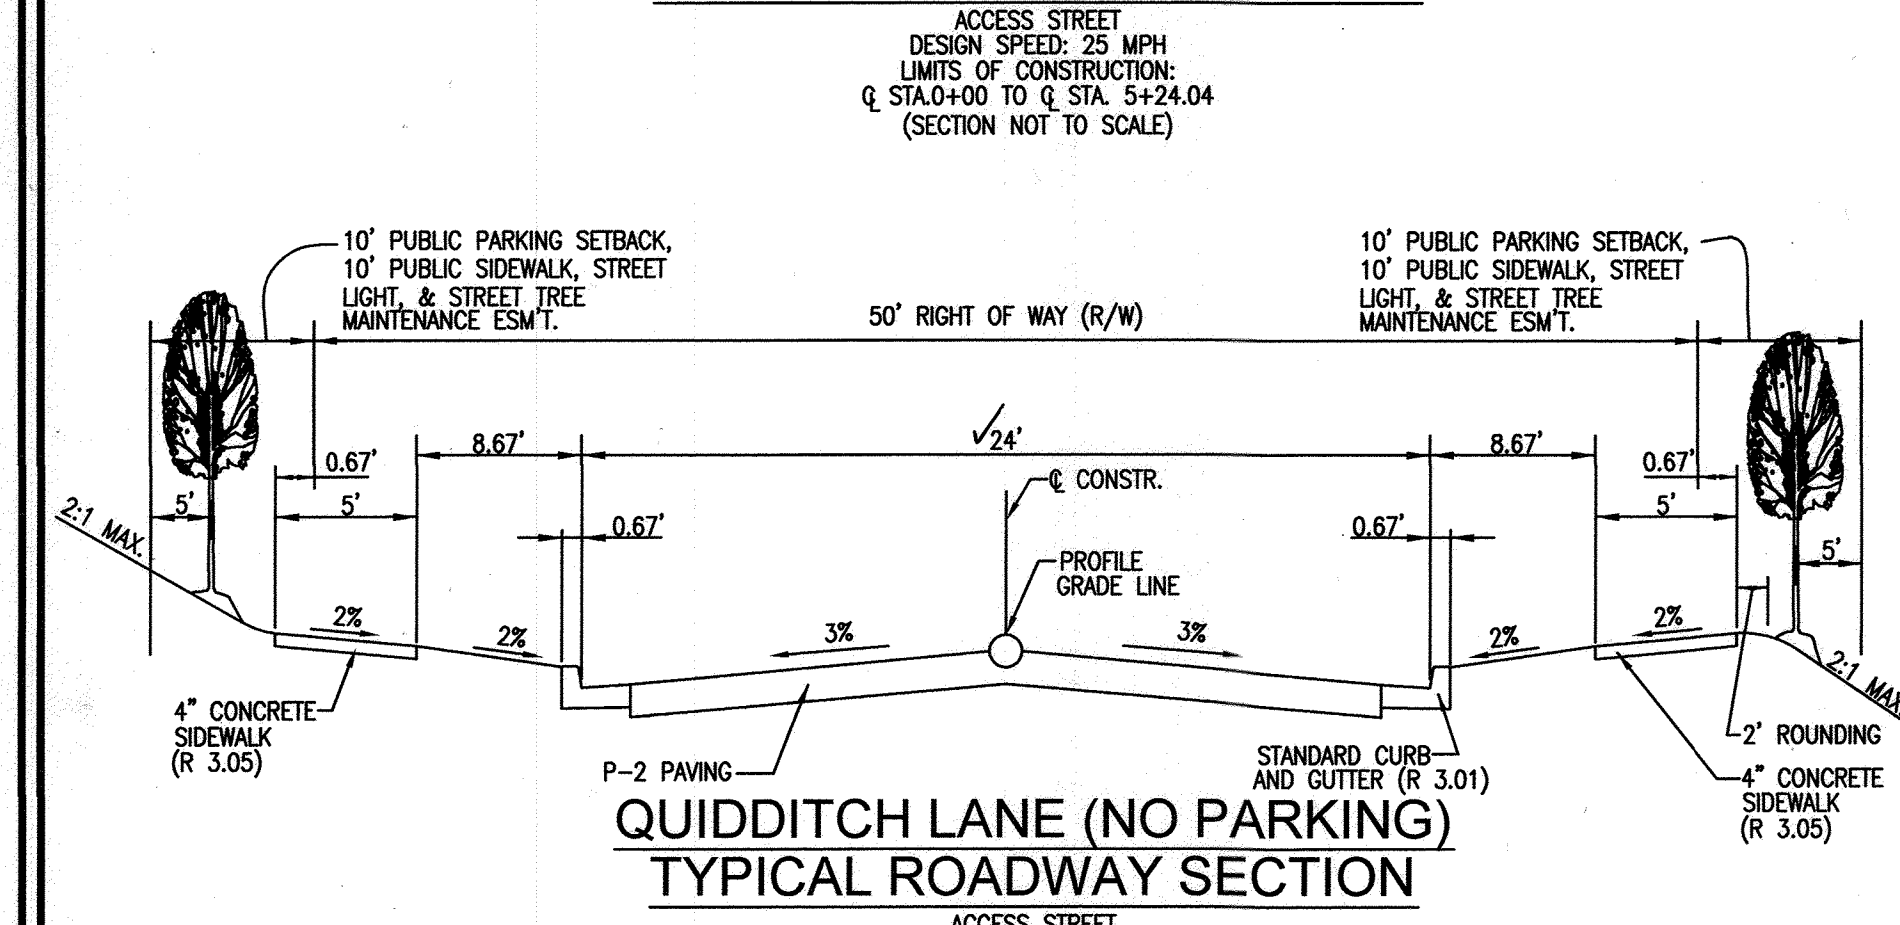 ACCESS STREET
DESIGN SPEED: 25 MPH
LIMITS OF CONSTRUCTION:
℄ STA.0+00 TO ℄ STA. 5+24.04
(SECTION NOT TO SCALE)
10' PUBLIC PARKING SETBACK,
10' PUBLIC SIDEWALK, STREET
LIGHT, & STREET TREE
MAINTENANCE ESM'T.
50' RIGHT OF WAY (R/W)
10' PUBLIC PARKING SETBACK,
10' PUBLIC SIDEWALK, STREET
LIGHT, & STREET TREE
MAINTENANCE ESM'T.
8.67'
✓24'
8.67'
0.67'
0.67'
℄ CONSTR.
5'
5'
5'
2:1 MAX.
0.67'
0.67'
5'
PROFILE
GRADE LINE
2%
2%
3%
3%
2%
2%
2:1 MAX.
4" CONCRETE
SIDEWALK
(R 3.05)
2' ROUNDING
P-2 PAVING
STANDARD CURB
AND GUTTER (R 3.01)
4" CONCRETE
SIDEWALK
(R 3.05)
QUIDDITCH LANE (NO PARKING)
TYPICAL ROADWAY SECTION
ACCESS STREET